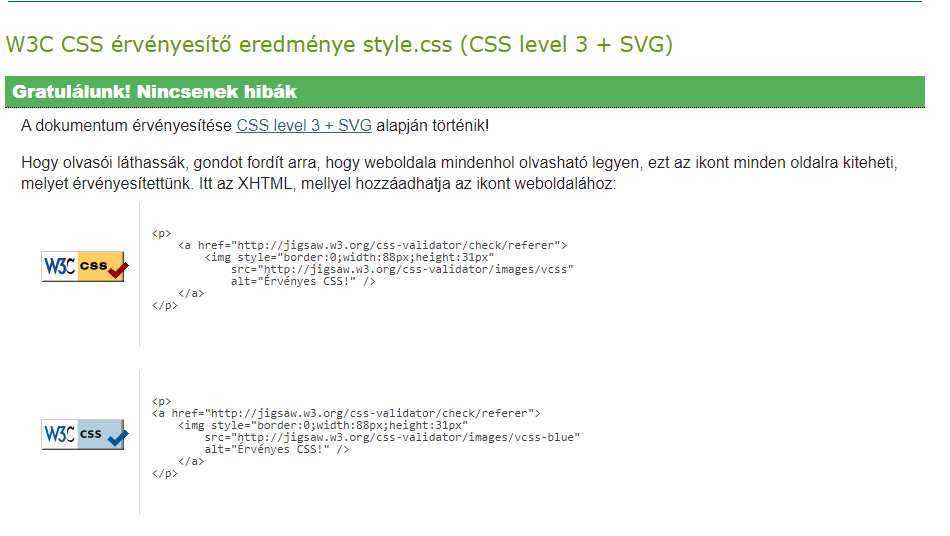 W3C CSS érvényesítő eredménye style.css (CSS level 3 + SVG)
Gratulálunk! Nincsenek hibák
A dokumentum érvényesítése CSS level 3 + SVG alapján történik!
Hogy olvasói láthassák, gondot fordít arra, hogy weboldala mindenhol olvasható legyen, ezt az ikont minden oldalra kiteheti,
melyet érvényesítettünk. Itt az XHTML, mellyel hozzáadhatja az ikont weboldalához:
W3C css
<p>
    <a href="http://jigsaw.w3.org/css-validator/check/referer">
        <img style="border:0;width:88px;height:31px"
            src="http://jigsaw.w3.org/css-validator/images/vcss"
            alt="Érvényes CSS!" />
    </a>
</p>
W3C css
<p>
<a href="http://jigsaw.w3.org/css-validator/check/referer">
    <img style="border:0;width:88px;height:31px"
        src="http://jigsaw.w3.org/css-validator/images/vcss-blue"
        alt="Érvényes CSS!" />
    </a>
</p>